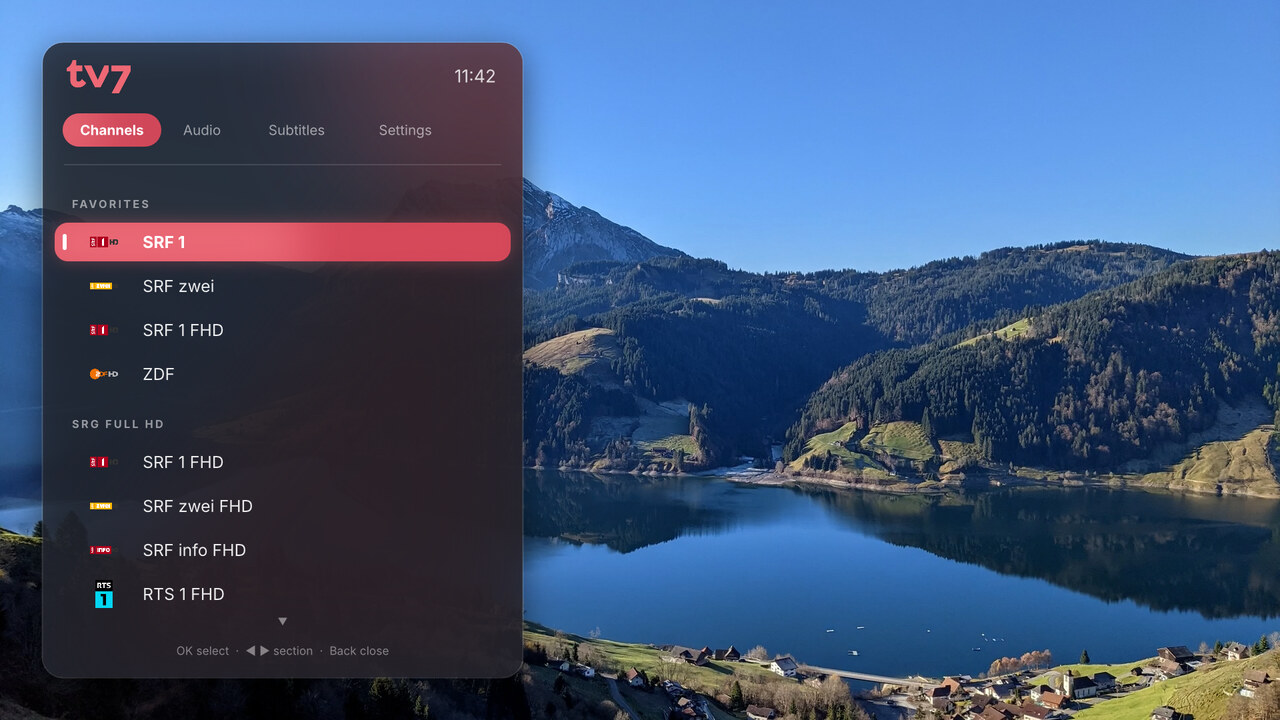 tv7
11:42
Channels Audio Subtitles Settings
FAVORITES
SRF 1
SRF zwei
SRF 1 FHD
ZDF
SRG FULL HD
SRF 1 FHD
SRF zwei FHD
SRF info FHD
RTS 1
RTS 1 FHD
OK select · ◀ ▶ section · Back close